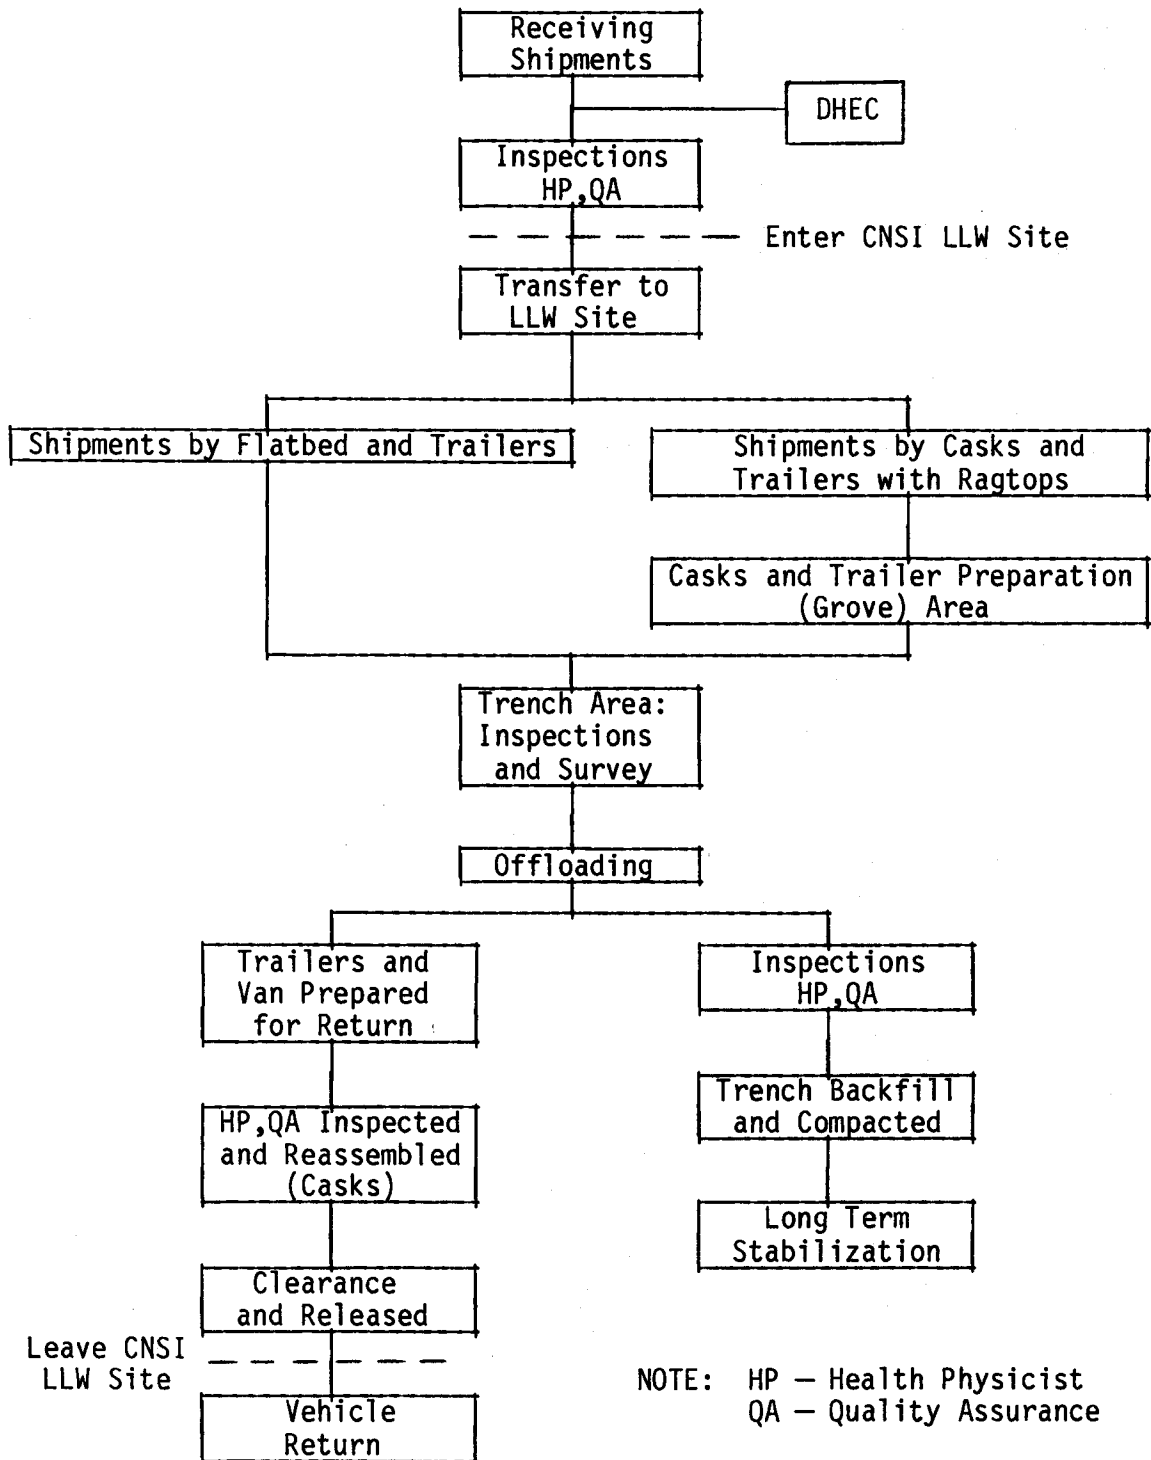 Receiving
Shipments
DHEC
Inspections
HP,QA
Enter CNSI LLW Site
Transfer to
LLW Site
Shipments by Flatbed and Trailers
Shipments by Casks and
Trailers with Ragtops
Casks and Trailer Preparation
(Grove) Area
Trench Area:
Inspections
and Survey
Offloading
Trailers and
Van Prepared
for Return
Inspections
HP,QA
HP,QA Inspected
and Reassembled
(Casks)
Trench Backfill
and Compacted
Long Term
Stabilization
Clearance
and Released
Leave CNSI
LLW Site
Vehicle
Return
NOTE: HP — Health Physicist
QA — Quality Assurance